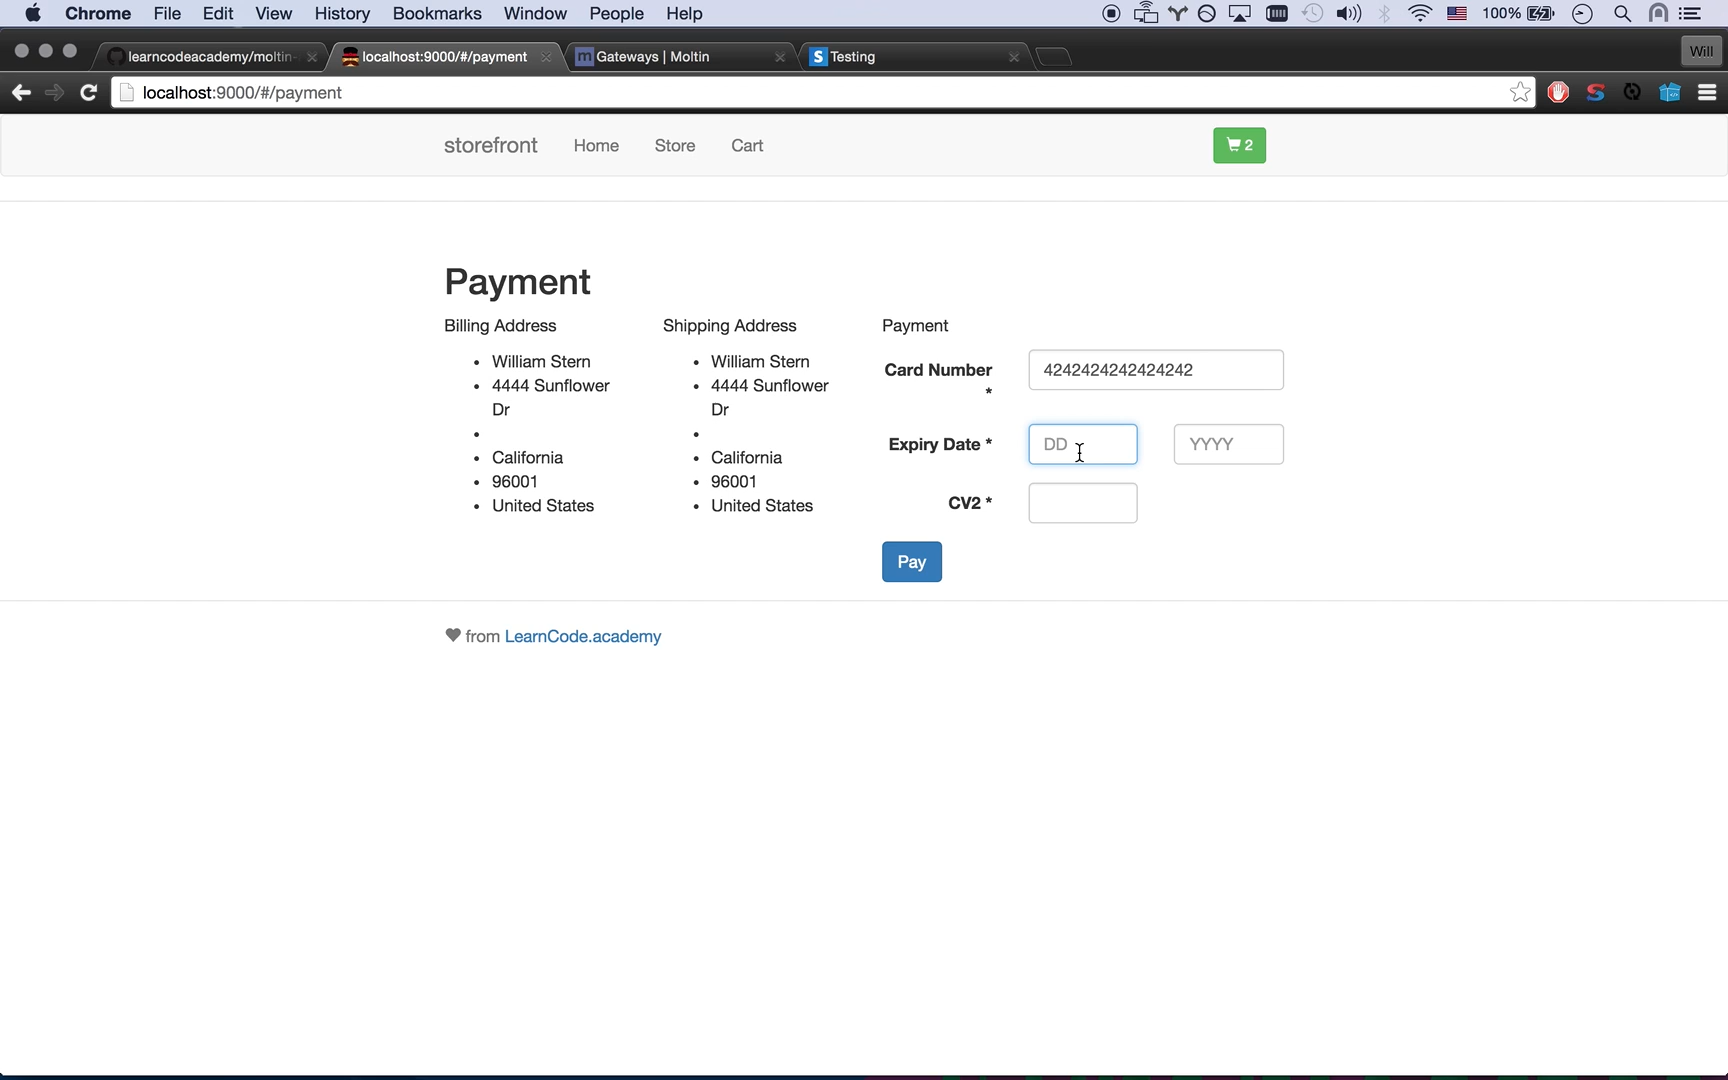 Chrome File Edit View History Bookmarks Window People Help 100%
learncodeacademy/moltin- localhost:9000/#/payment m Gateways | Moltin S Testing Will
localhost:9000/#/payment
storefront Home Store Cart 2
Payment
Billing Address Shipping Address Payment
William Stern William Stern Card Number 4242424242424242
4444 Sunflower 4444 Sunflower *
Dr Dr
Expiry Date * DD YYYY
California California
96001 96001
United States United States CV2 *
Pay
from LearnCode.academy